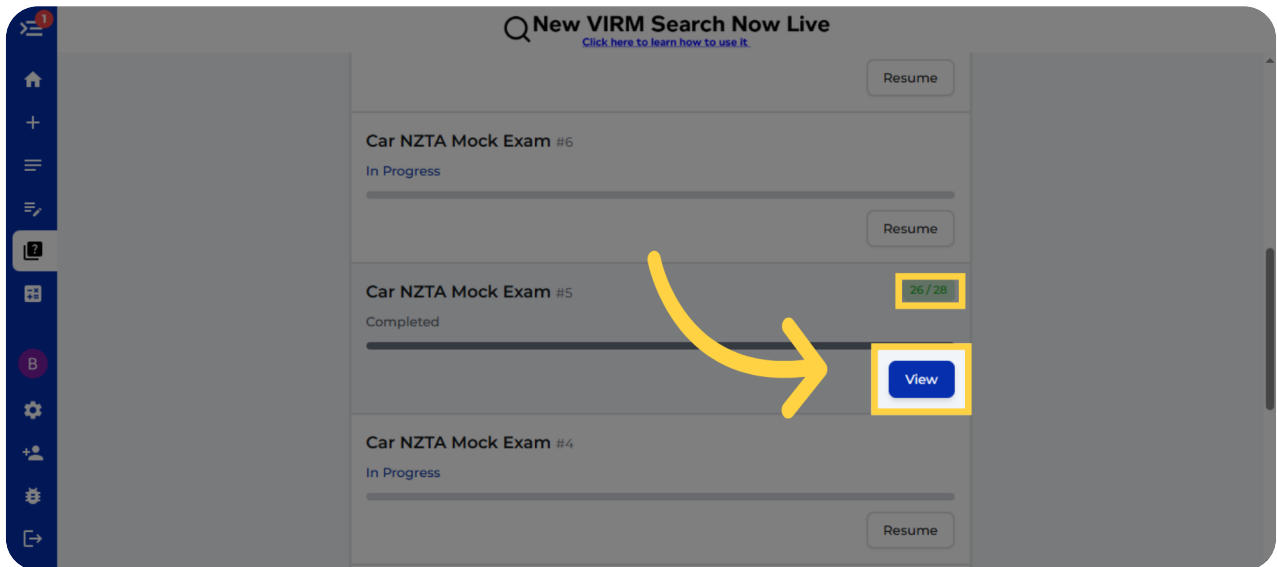 1
New VIRM Search Now Live
Click here to learn how to use it
Resume
Car NZTA Mock Exam #6
In Progress
Resume
Car NZTA Mock Exam #5
26 / 28
Completed
View
Car NZTA Mock Exam #4
In Progress
Resume
B